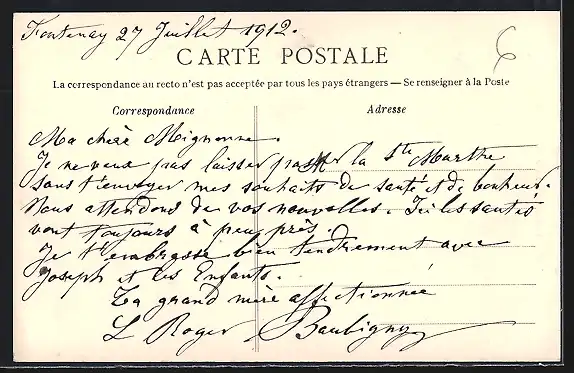 Fontenay 27 Juillet 1912.
CARTE POSTALE
La correspondance au recto n'est pas acceptée par tous les pays étrangers — Se renseigner à la Poste
Correspondance
Adresse
Ma chère Mignonne.
Je ne veux pas laisser passer la Ste Marthe
sans t'envoyer mes souhaits de santé et de bonheur.
Nous attendons de vos nouvelles. Ici les santés
vont toujours à peu près.
Je t'embrasse bien tendrement avec
Joseph et les Enfants.
Ta grand mère affectionnée
L Roger Baubigny